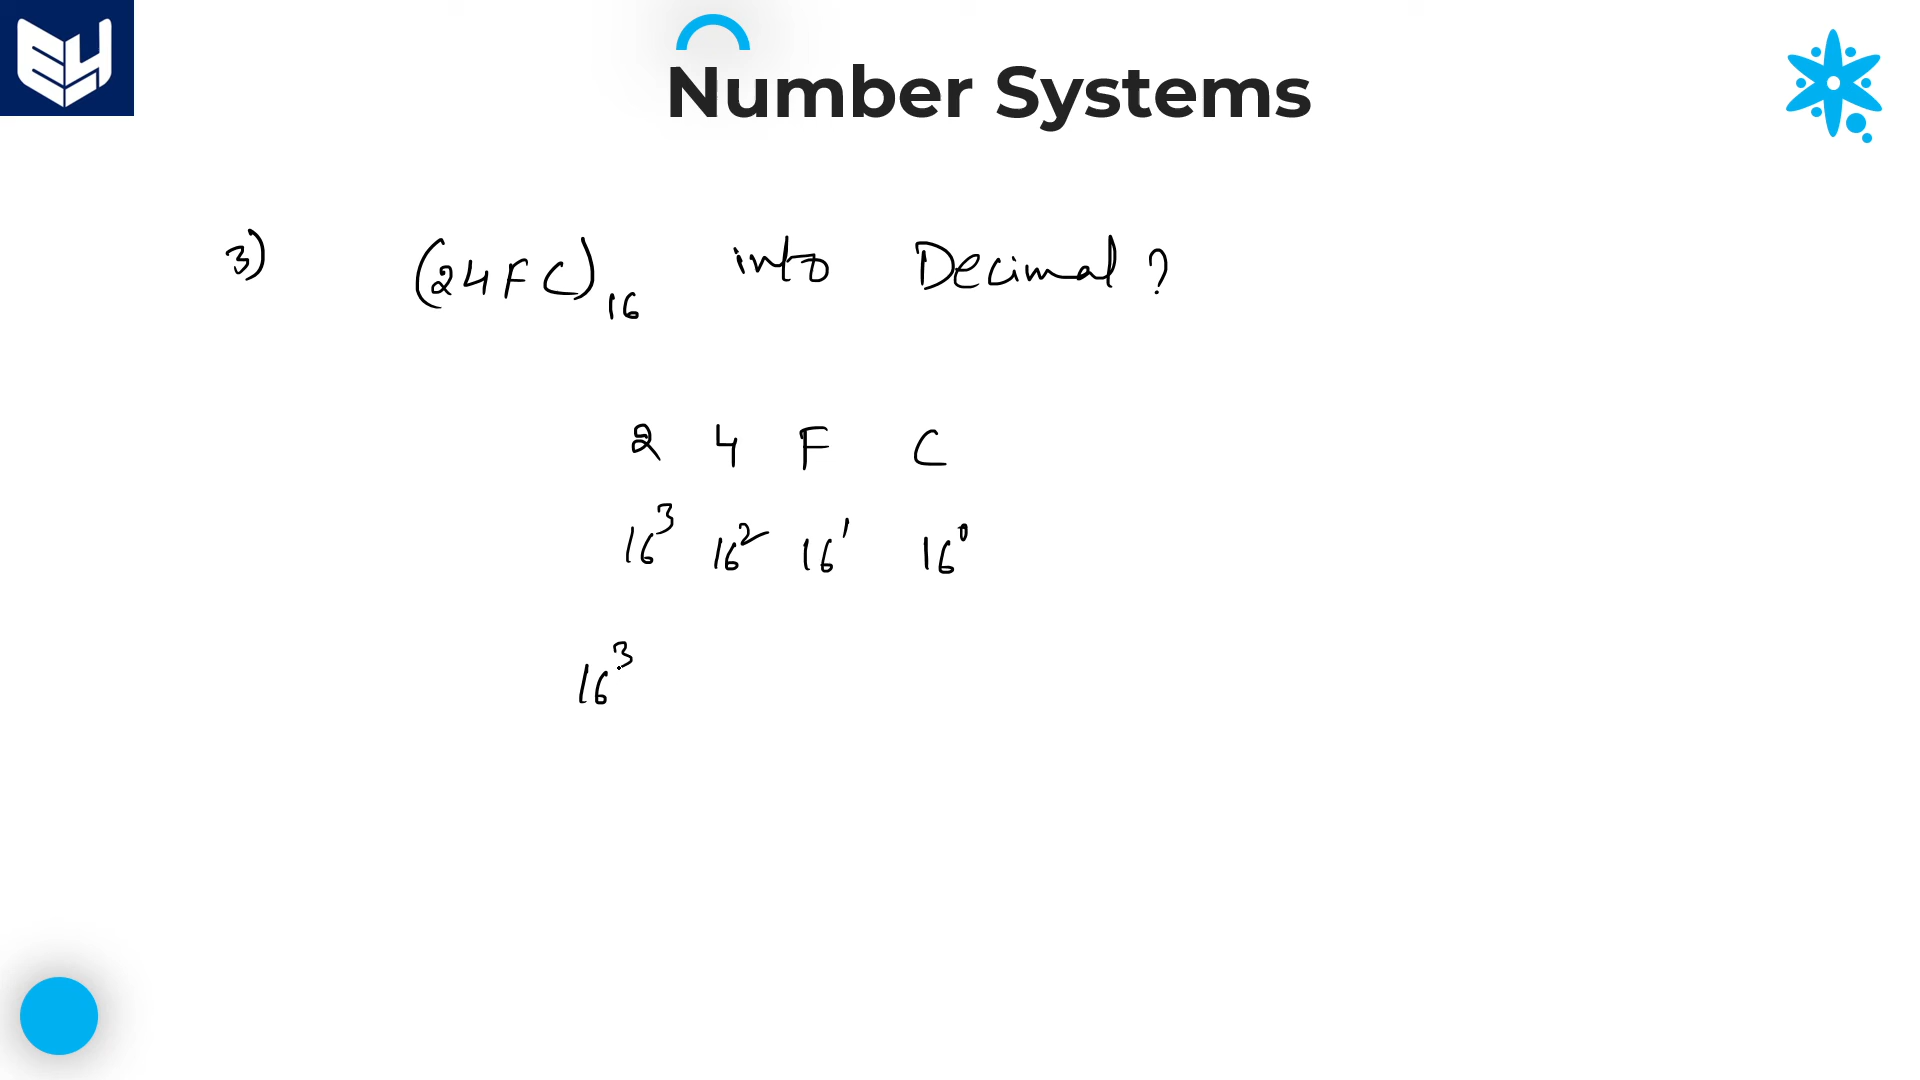 Number Systems
3) (24FC)₁₆ into Decimal?
2 4 F C
16³ 16² 16¹ 16⁰
16³